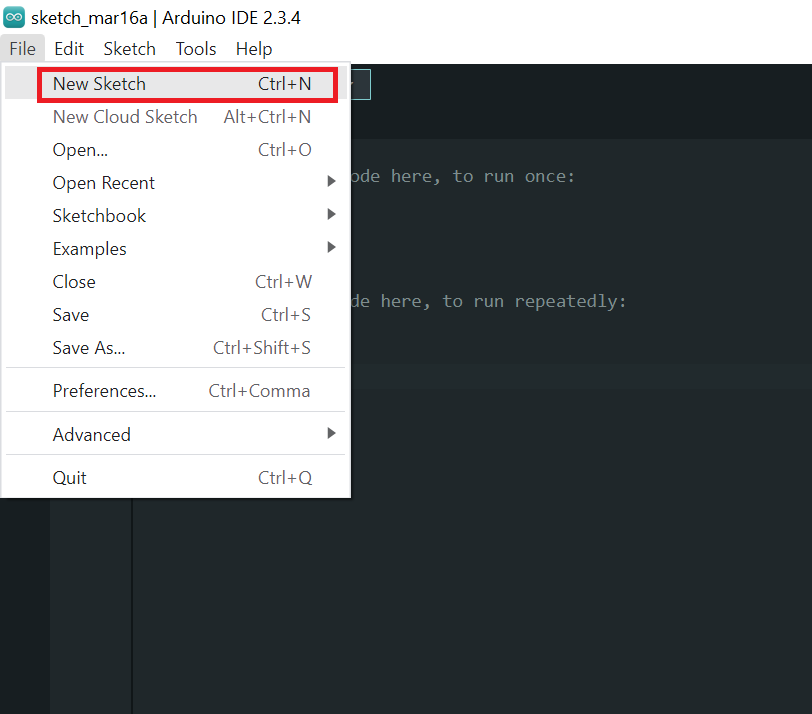 sketch_mar16a | Arduino IDE 2.3.4
File Edit Sketch Tools Help
New Sketch Ctrl+N
New Cloud Sketch Alt+Ctrl+N
Open... Ctrl+O
ode here, to run once:
Open Recent
Sketchbook
Examples
Close Ctrl+W
de here, to run repeatedly:
Save Ctrl+S
Save As... Ctrl+Shift+S
Preferences... Ctrl+Comma
Advanced
Quit Ctrl+Q